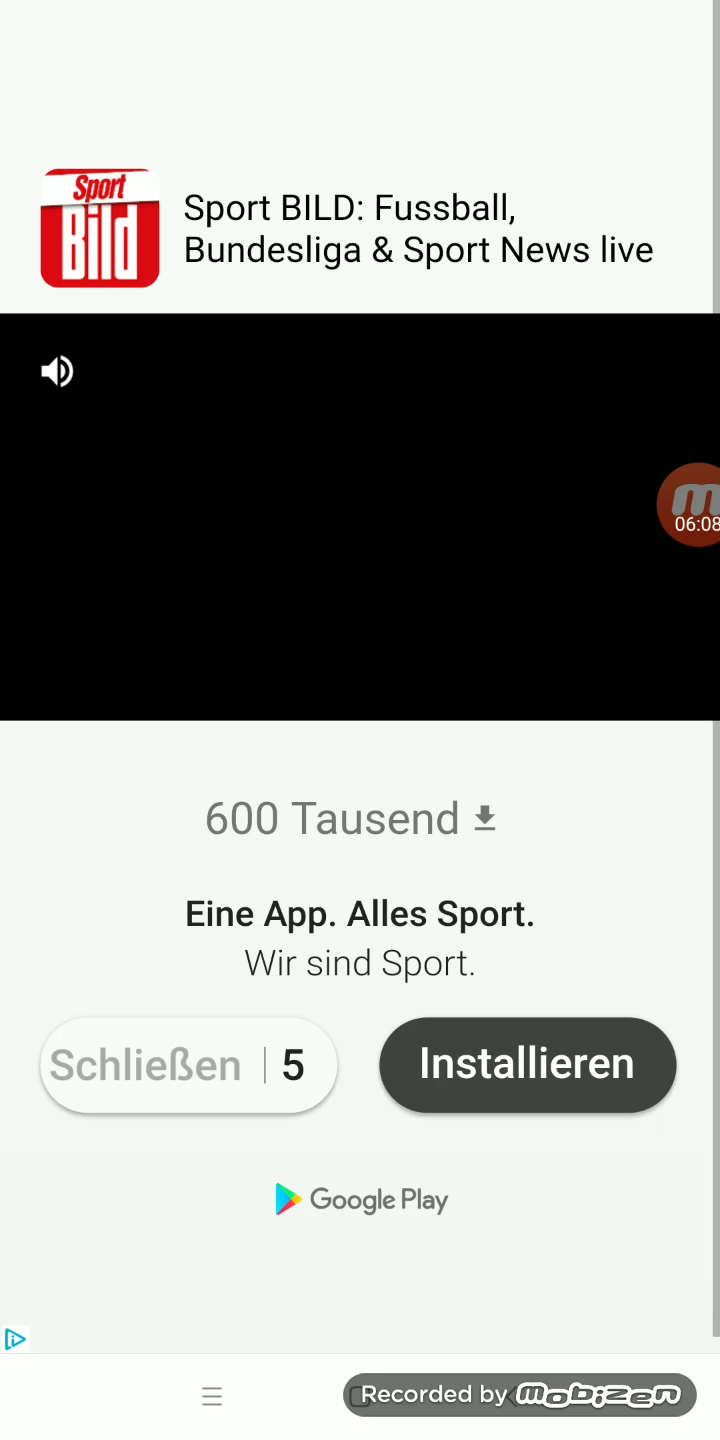 Sport
Bild
Sport BILD: Fussball,
Bundesliga & Sport News live
06:08
600 Tausend
Eine App. Alles Sport.
Wir sind Sport.
Schließen | 5
Installieren
Google Play
Recorded by mobizen